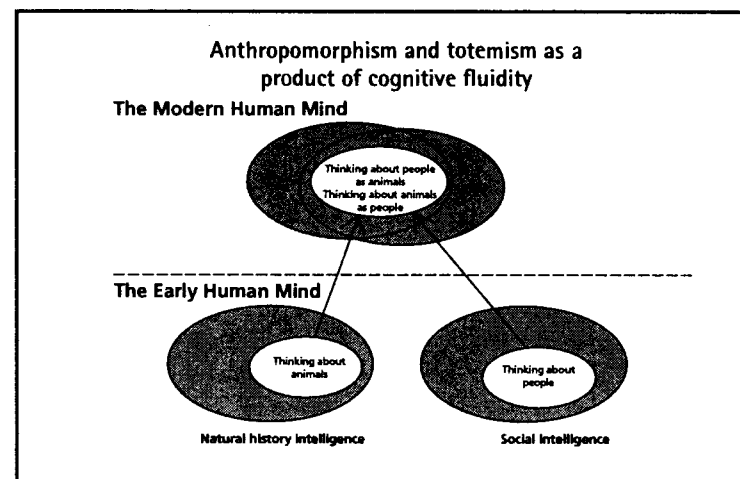 Anthropomorphism and totemism as a
product of cognitive fluidity
The Modern Human Mind
Thinking about people
as animals
Thinking about animals
as people
The Early Human Mind
Thinking about
animals
Thinking about
people
Natural history intelligence
Social intelligence